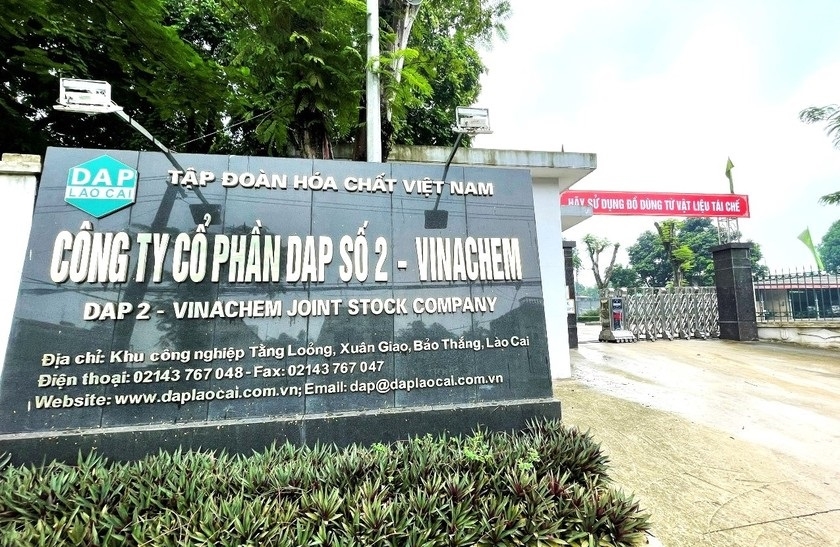 DAP
LAO CAI
TẬP ĐOÀN HÓA CHẤT VIỆT NAM
CÔNG TY CỔ PHẦN DAP SỐ 2 - VINACHEM
DAP 2 - VINACHEM JOINT STOCK COMPANY
Địa chỉ: Khu công nghiệp Tằng Loỏng, Xuân Giao, Bảo Thắng, Lào Cai
Điện thoại: 02143 767 048 - Fax: 02143 767 047
Website: www.daplaocai.com.vn; Email: dap@daplaocai.com.vn
HÃY SỬ DỤNG ĐỒ DÙNG TỪ VẬT LIỆU TÁI CHẾ